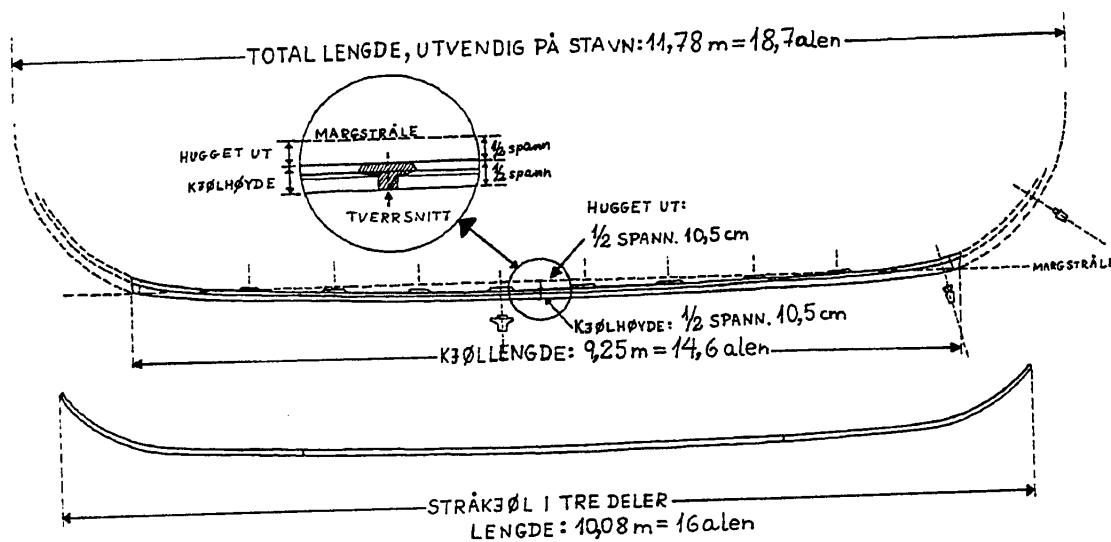 TOTAL LENGDE, UTVENDIG PÅ STAVN: 11,78 m = 18,7 alen
MARGSTRÅLE
HUGGET UT
1/2 spann
KJØLHØYDE
1/2 spann
TVERRSNITT
HUGGET UT:
1/2 SPANN. 10,5 cm
MARGSTRÅLE
KJØLHØYDE: 1/2 SPANN. 10,5 cm
KJØLLENGDE: 9,25 m = 14,6 alen
STRÅKJØL I TRE DELER
LENGDE: 10,08 m = 16 alen